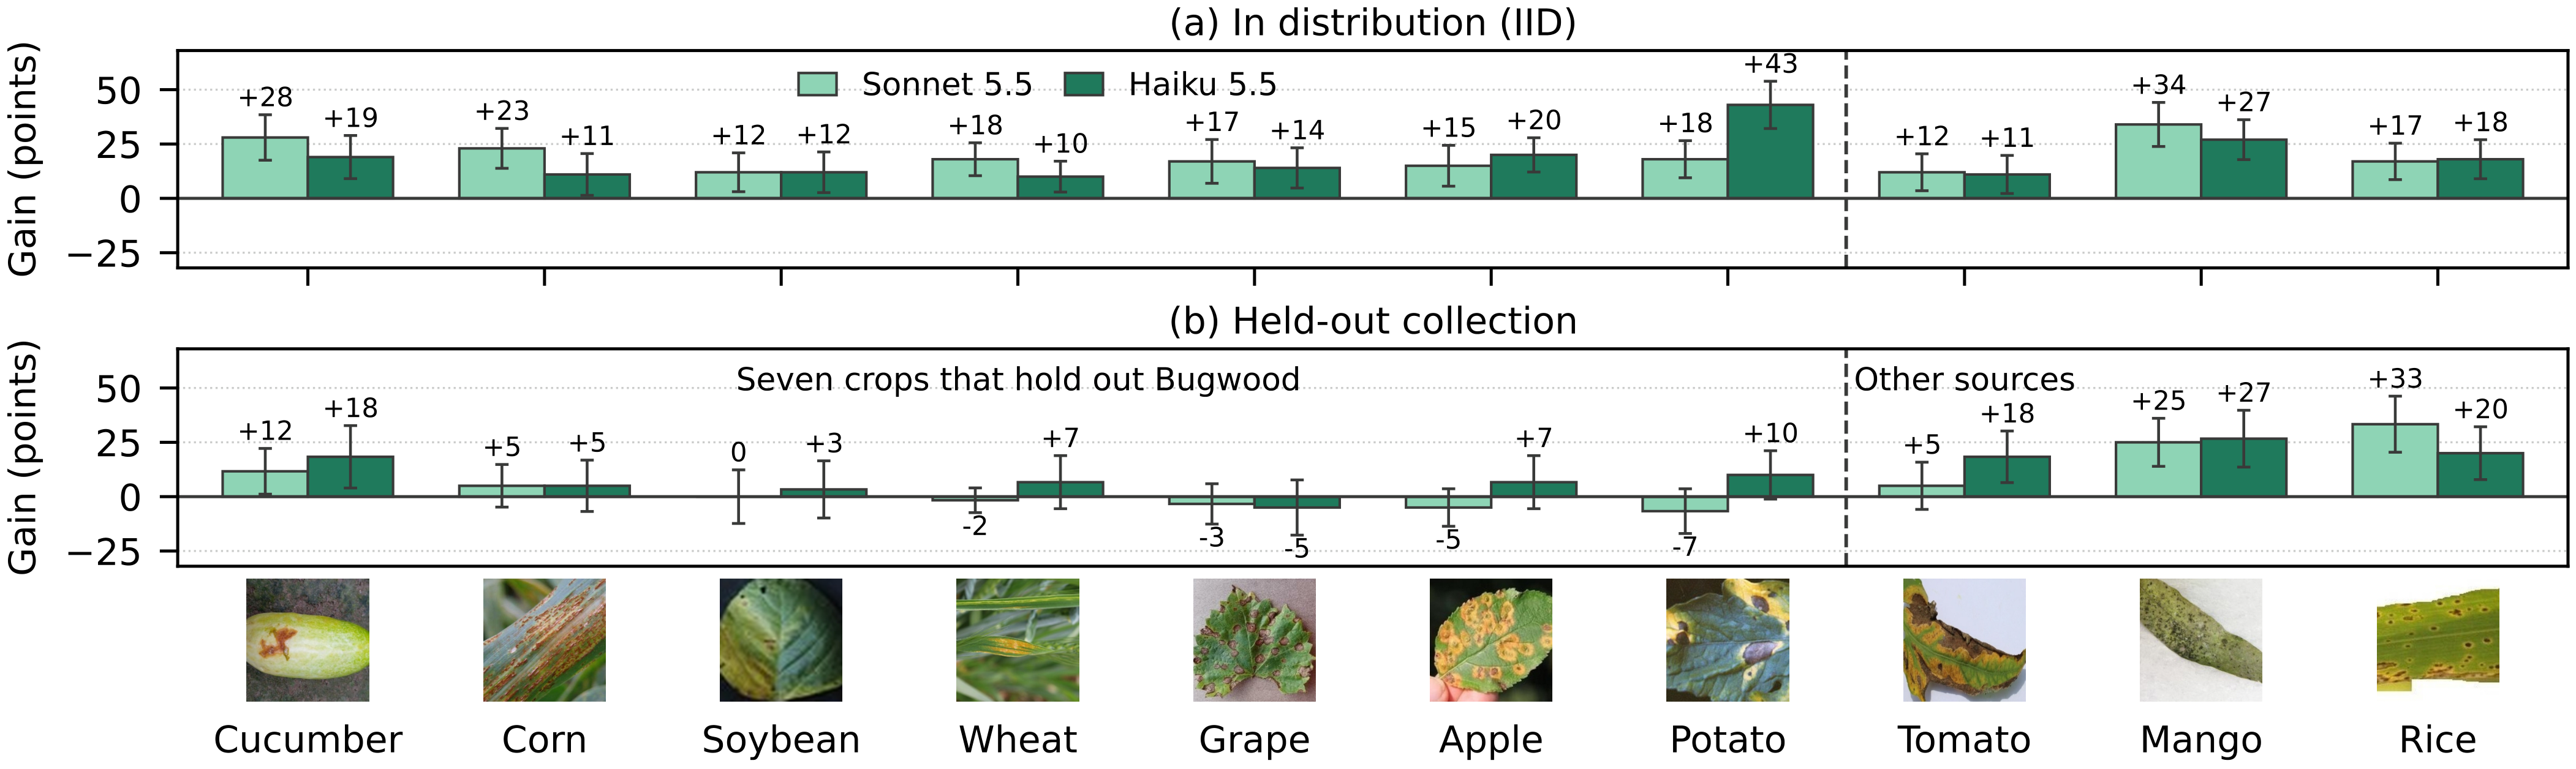 (a) In distribution (IID)
Gain (points)
50
25
0
−25
Sonnet 5.5 Haiku 5.5
+28 +19 +23 +11 +12 +12 +18 +10 +17 +14 +15 +20 +18 +43 +12 +11 +34 +27 +17 +18
(b) Held-out collection
Gain (points)
50
25
0
−25
Seven crops that hold out Bugwood
Other sources
+12 +18 +5 +5 0 +3 -2 +7 -3 -5 -5 +7 -7 +10 +5 +18 +25 +27 +33 +20
Cucumber Corn Soybean Wheat Grape Apple Potato Tomato Mango Rice